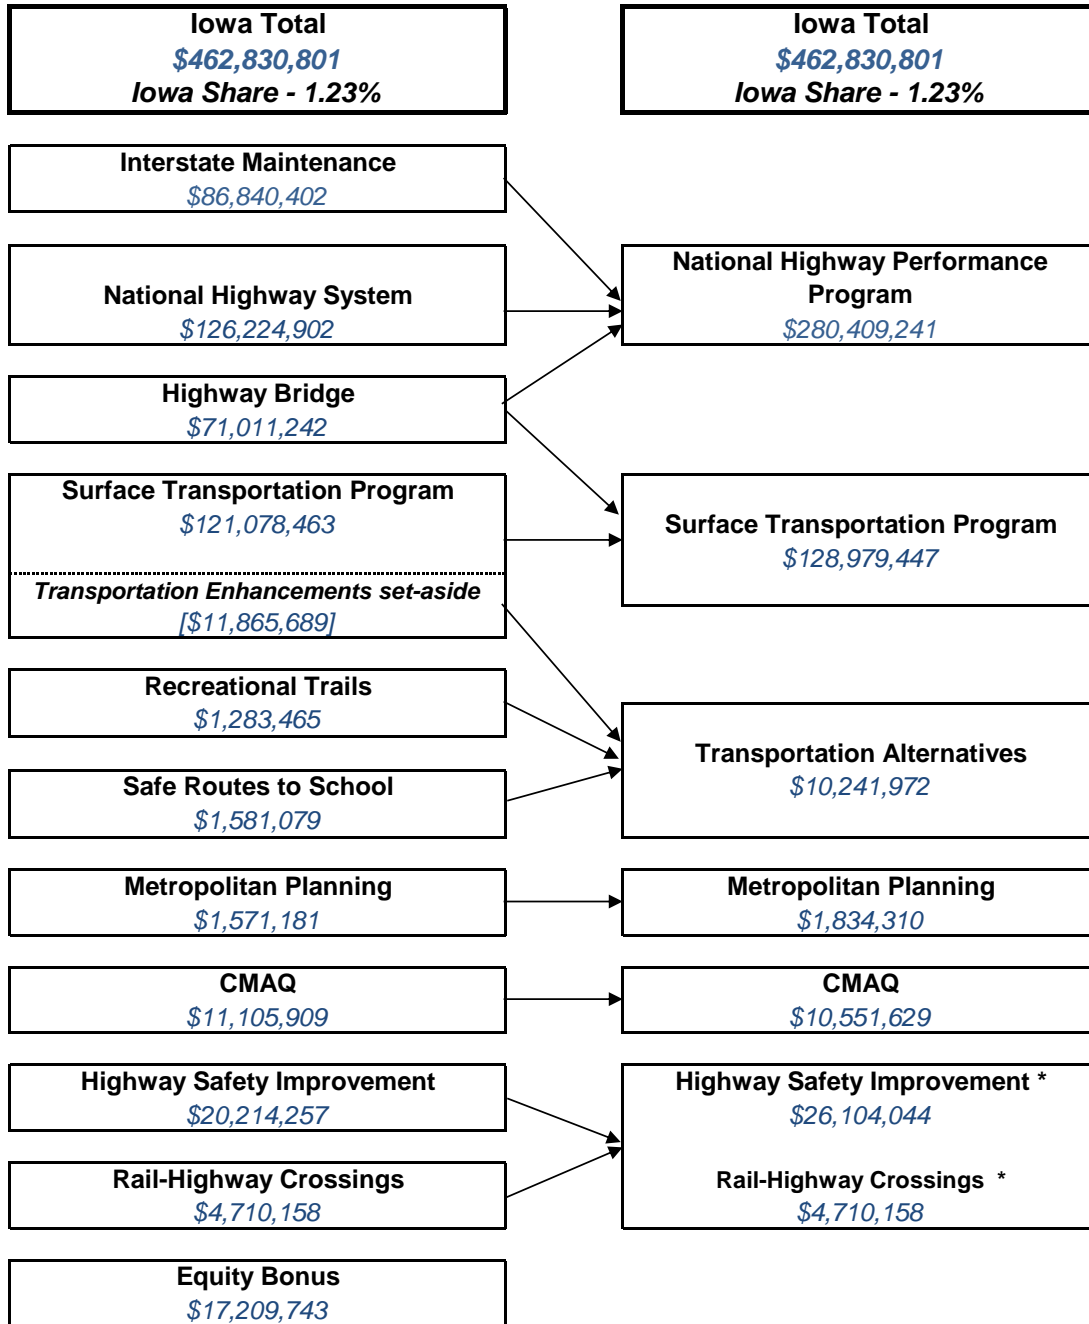 Iowa Total
$462,830,801
Iowa Share - 1.23%
Iowa Total
$462,830,801
Iowa Share - 1.23%
Interstate Maintenance
$86,840,402
National Highway System
$126,224,902
National Highway Performance
Program
$280,409,241
Highway Bridge
$71,011,242
Surface Transportation Program
$121,078,463
Transportation Enhancements set-aside
[$11,865,689]
Surface Transportation Program
$128,979,447
Recreational Trails
$1,283,465
Safe Routes to School
$1,581,079
Transportation Alternatives
$10,241,972
Metropolitan Planning
$1,571,181
Metropolitan Planning
$1,834,310
CMAQ
$11,105,909
CMAQ
$10,551,629
Highway Safety Improvement
$20,214,257
Rail-Highway Crossings
$4,710,158
Highway Safety Improvement *
$26,104,044
Rail-Highway Crossings *
$4,710,158
Equity Bonus
$17,209,743